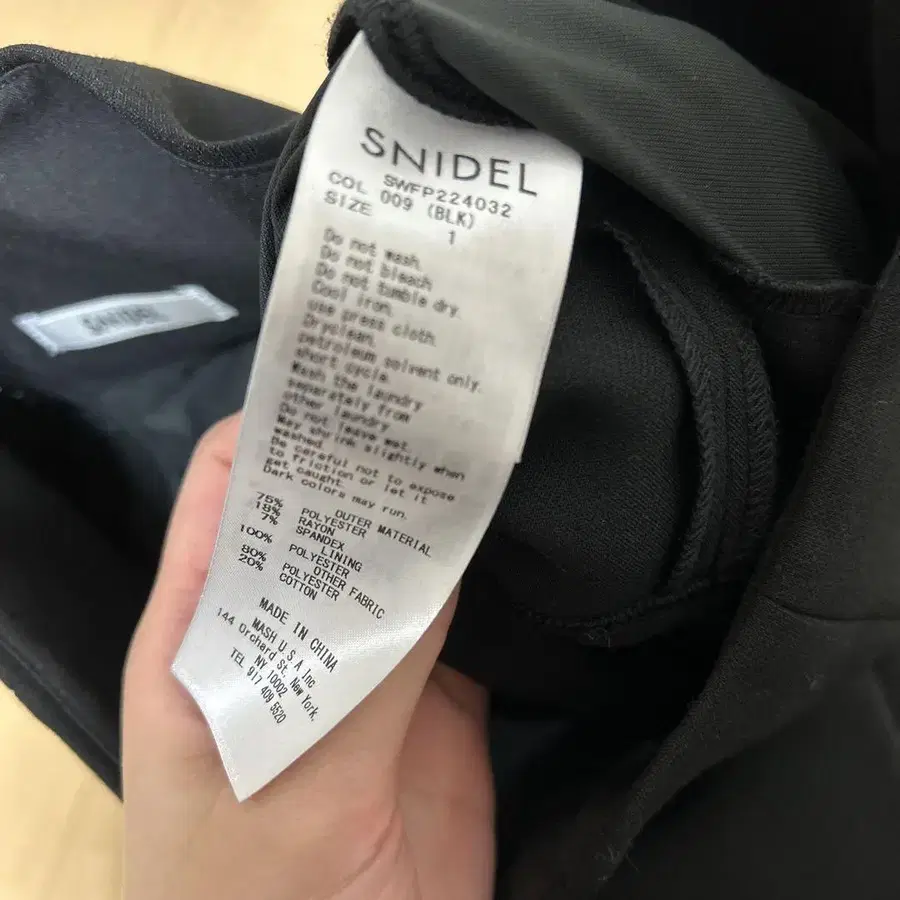 SNIDEL
SWFP224032
COL 009 (BLK)
SIZE 1
Do not wash.
Do not bleach.
Do not tumble dry.
Cool iron.
use press cloth.
Dryclean.
petroleum solvent only.
short cycle.
Wash the laundry
separately from
other laundry.
Do not leave wet.
May shrink slightly when
washed.
Be careful not to expose
to friction or let it
get caught.
Dark colors may run.
OUTER MATERIAL
75% POLYESTER
18% RAYON
7% SPANDEX
LINING
100% POLYESTER
OTHER FABRIC
80% POLYESTER
20% COTTON
MADE IN CHINA
MASH U S A Inc
144 Orchard St, New York,
NY 10002
TEL 917 409 5520
SNIDEL